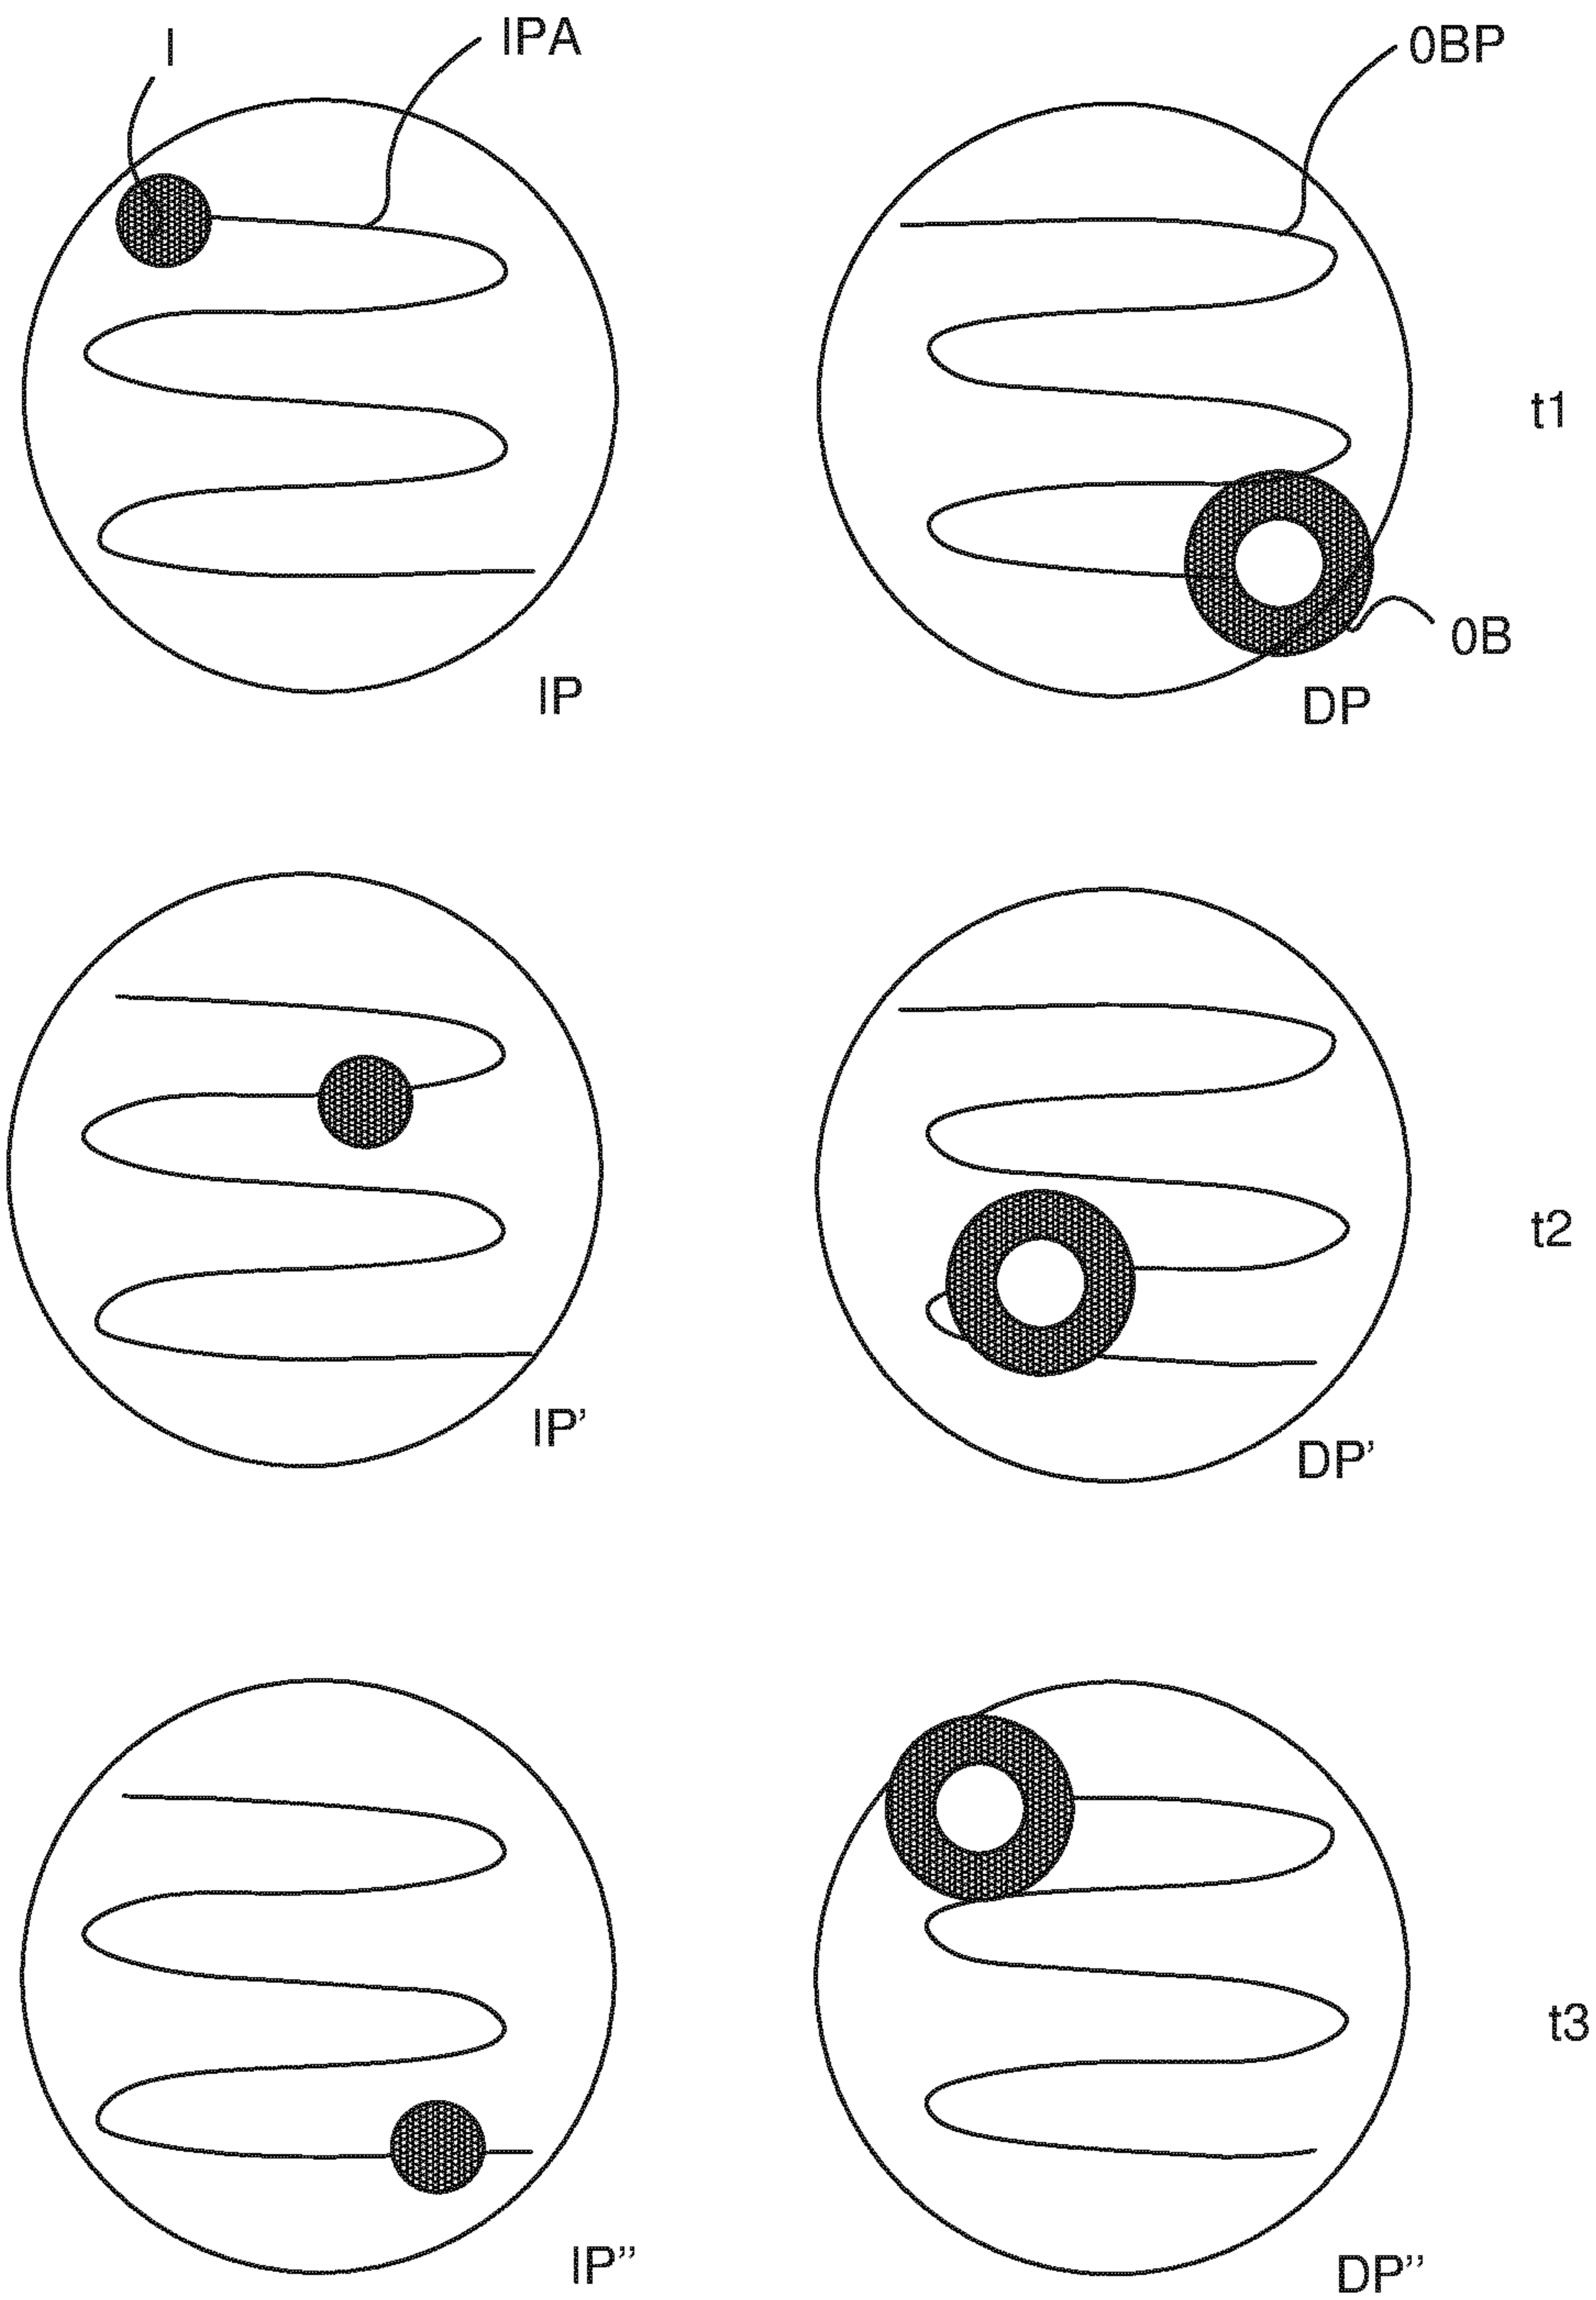 I IPA 0BP
t1
0B
IP DP
t2
IP’ DP’
t3
IP’’ DP’’